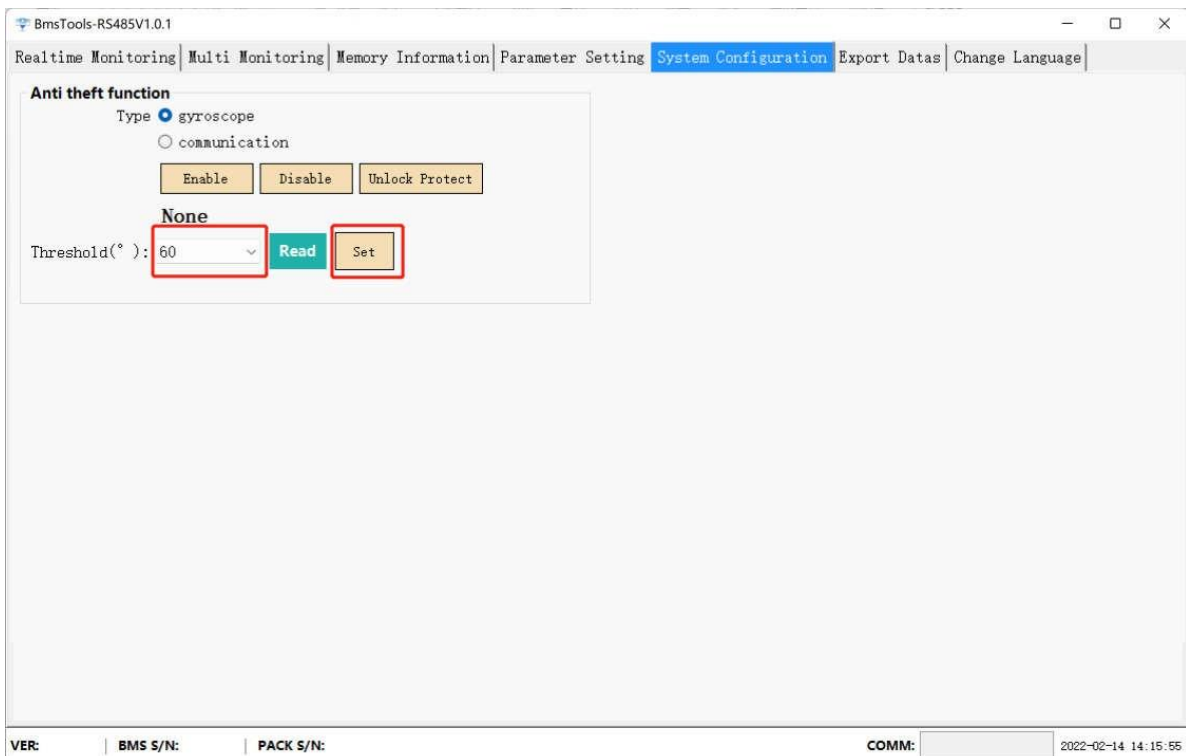 BmsTools-RS485V1.0.1
Realtime Monitoring Multi Monitoring Memory Information Parameter Setting System Configuration Export Datas Change Language
Anti theft function
Type gyroscope
communication
Enable Disable Unlock Protect
None
Threshold(° ): 60 Read Set
VER: BMS S/N: PACK S/N: COMM: 2022-02-14 14:15:55